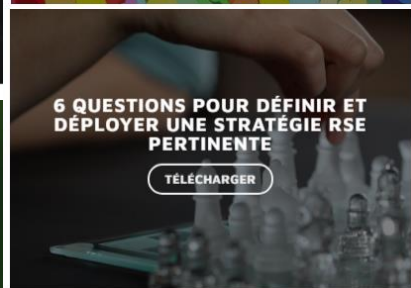 6 QUESTIONS POUR DÉFINIR ET
DÉPLOYER UNE STRATÉGIE RSE
PERTINENTE
TÉLÉCHARGER